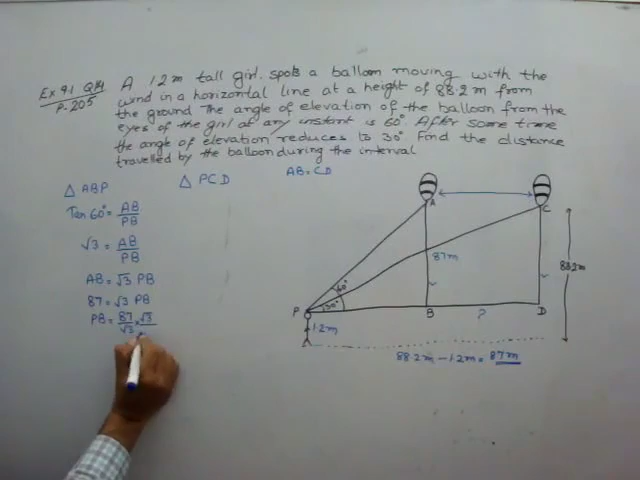 Ex 9.1 Q14
P.205
A 1.2m tall girl. spots a balloon moving with the
wind in a horizontal line at a height of 88.2 m from
the ground The angle of elevation of the balloon from the
eyes of the girl at any instant is 60° After some time
the angle of elevation reduces to 30° Find the distance
travelled by the balloon during the interval
△ ABP
Tan 60° = AB/PB
√3 = AB/PB
AB = √3 PB
87 = √3 PB
PB = 87/√3 × √3
△ PCD
AB = CD
A
C
87m
88.2m
60°
30°
P
B
?
D
1.2m
88.2m - 1.2m = 87m